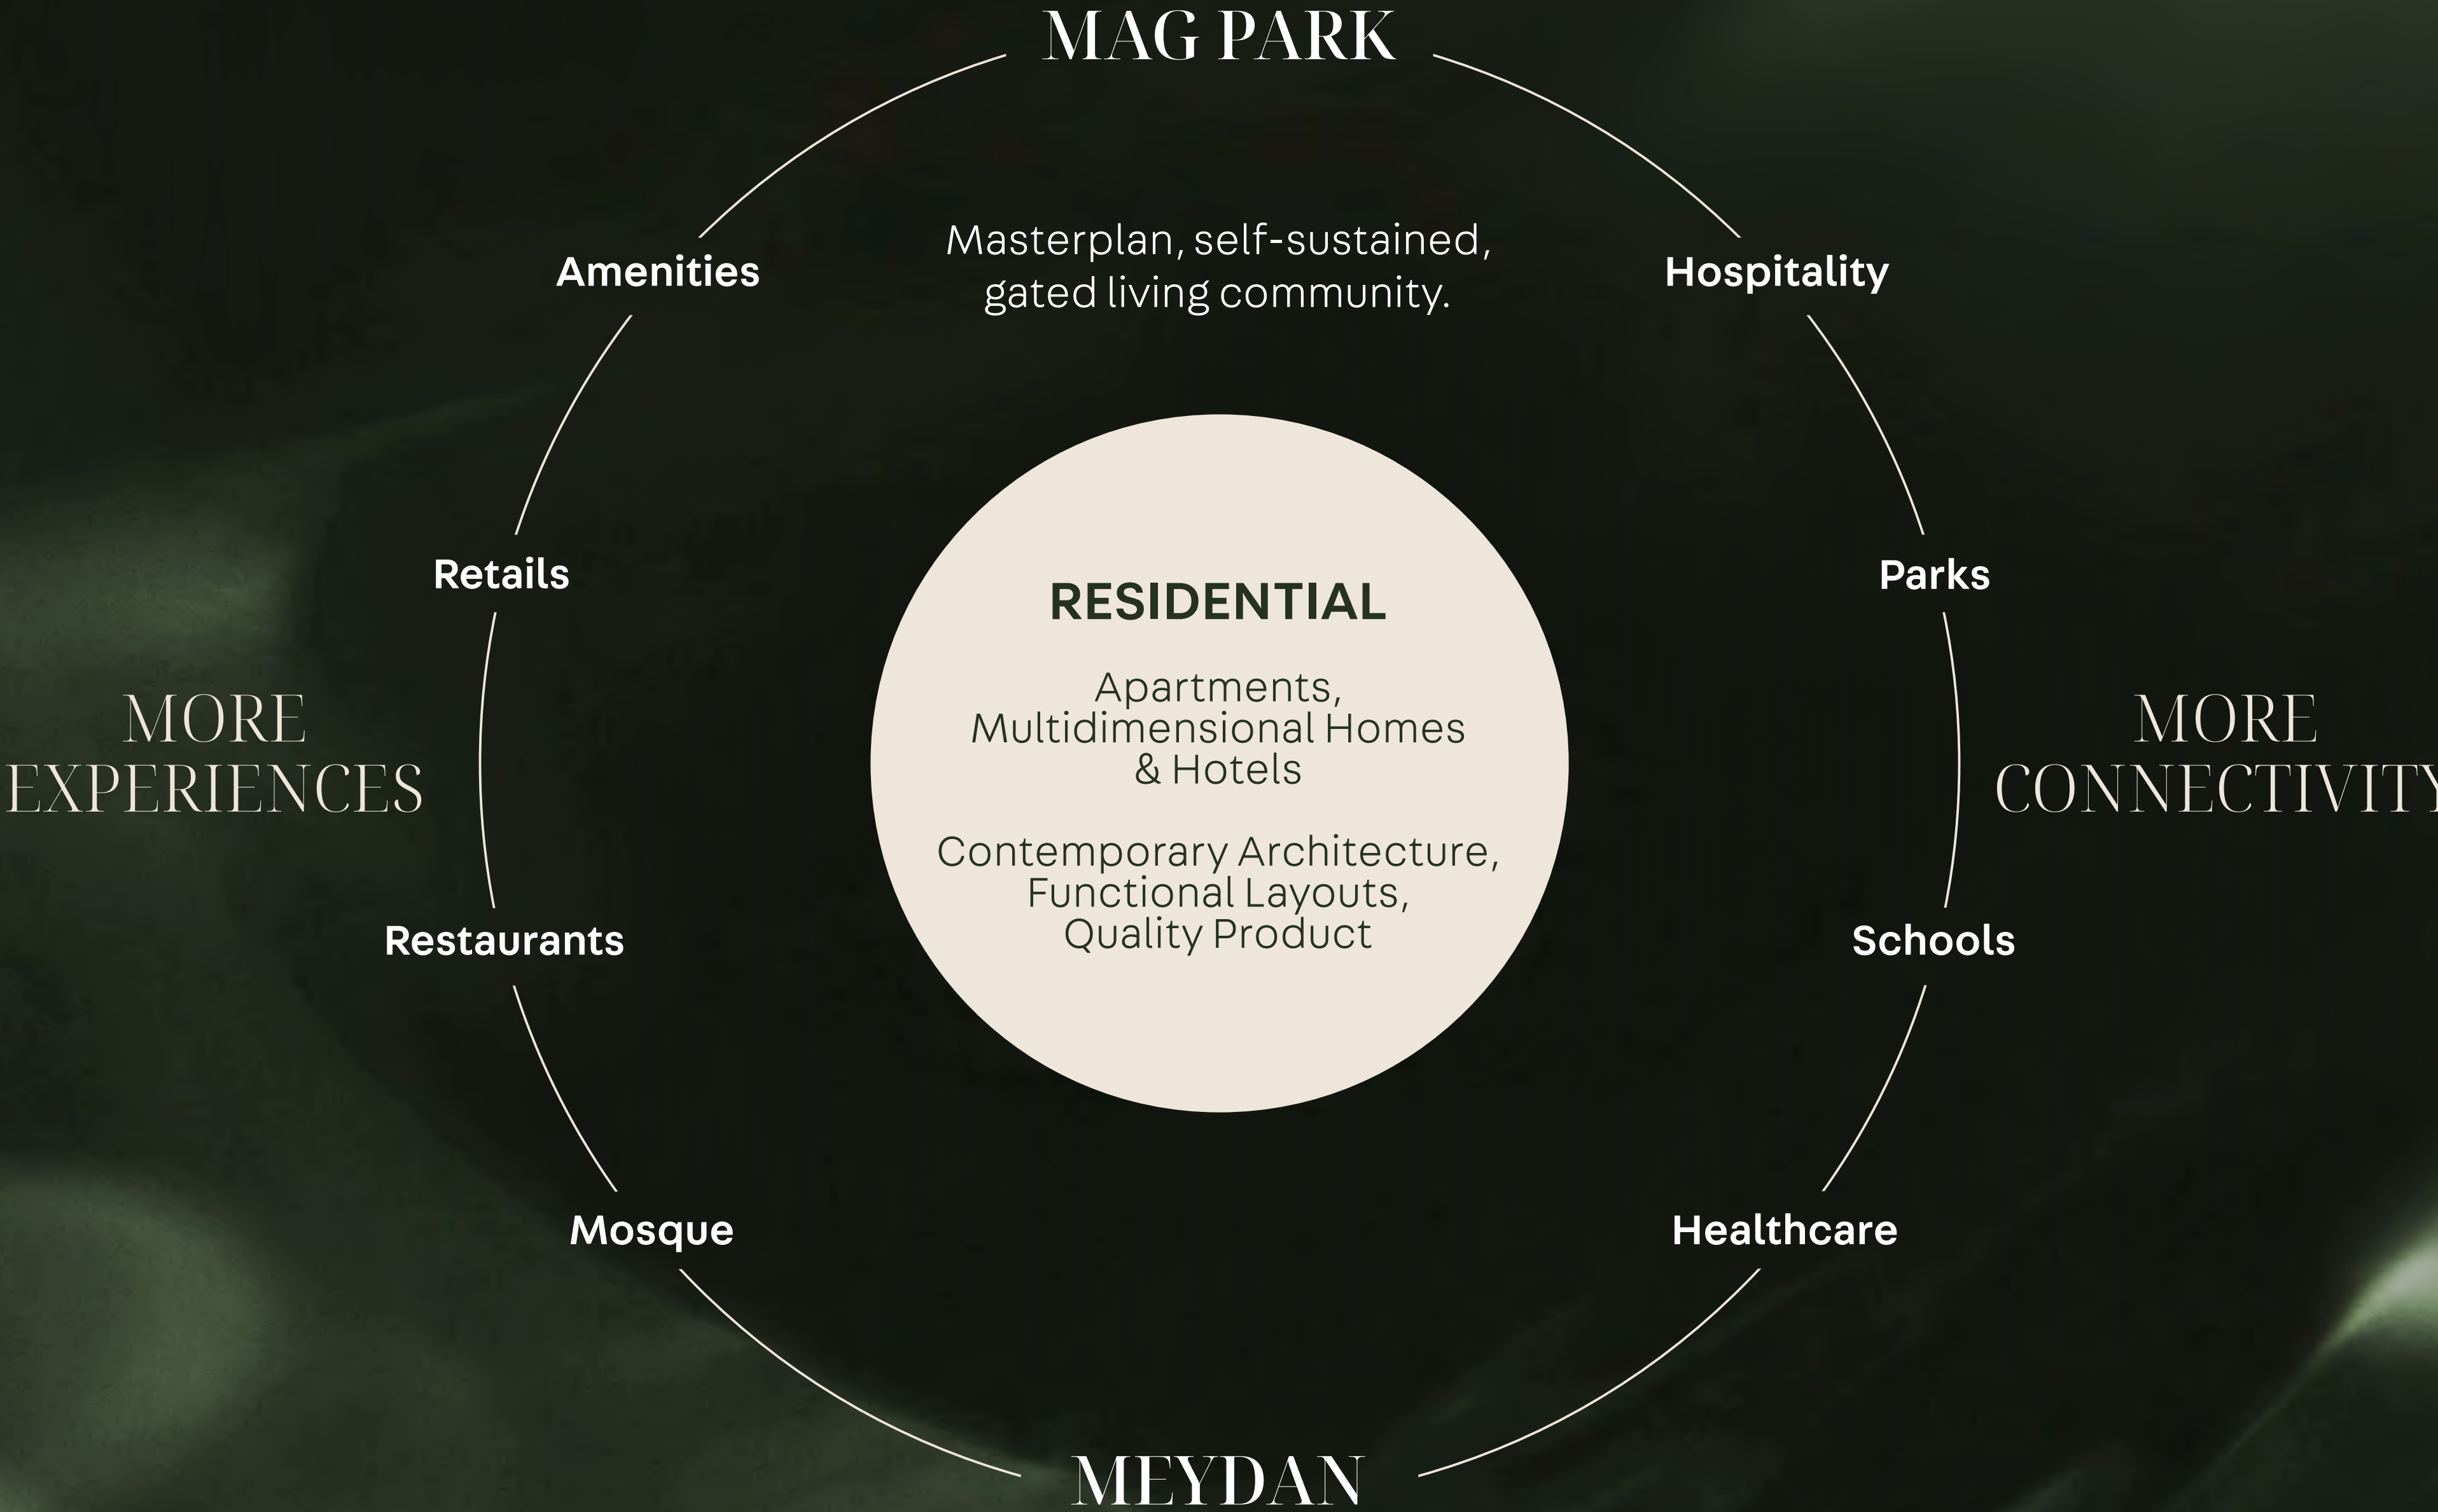 MAG PARK
Masterplan, self-sustained,
gated living community.
Amenities
Hospitality
Retails
Parks
MORE
EXPERIENCES
RESIDENTIAL
Apartments,
Multidimensional Homes
& Hotels
Contemporary Architecture,
Functional Layouts,
Quality Product
MORE
CONNECTIVITY
Restaurants
Schools
Mosque
Healthcare
MEYDAN